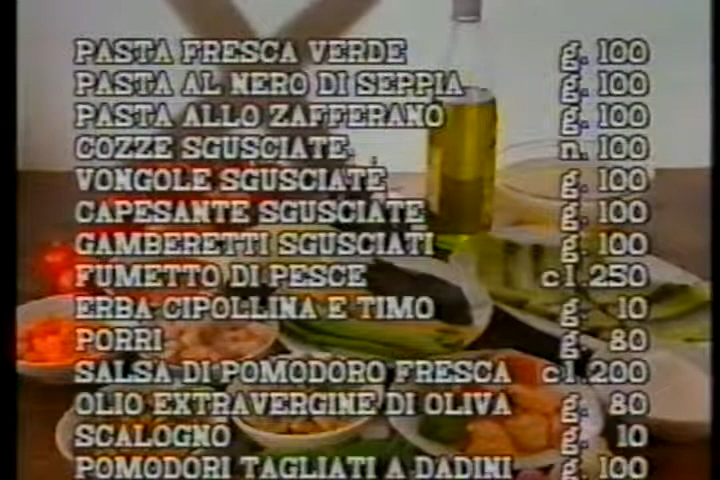 PASTA FRESCA VERDE g. 100
PASTA AL NERO DI SEPPIA g. 100
PASTA ALLO ZAFFERANO g. 100
COZZE SGUSCIATE n. 100
VONGOLE SGUSCIATE g. 100
CAPESANTE SGUSCIATE g. 100
GAMBERETTI SGUSCIATI g. 100
FUMETTO DI PESCE cl. 250
ERBA CIPOLLINA E TIMO g. 10
PORRI g. 80
SALSA DI POMODORO FRESCA cl. 200
OLIO EXTRAVERGINE DI OLIVA g. 80
SCALOGNO g. 10
POMODORI TAGLIATI A DADINI g. 100